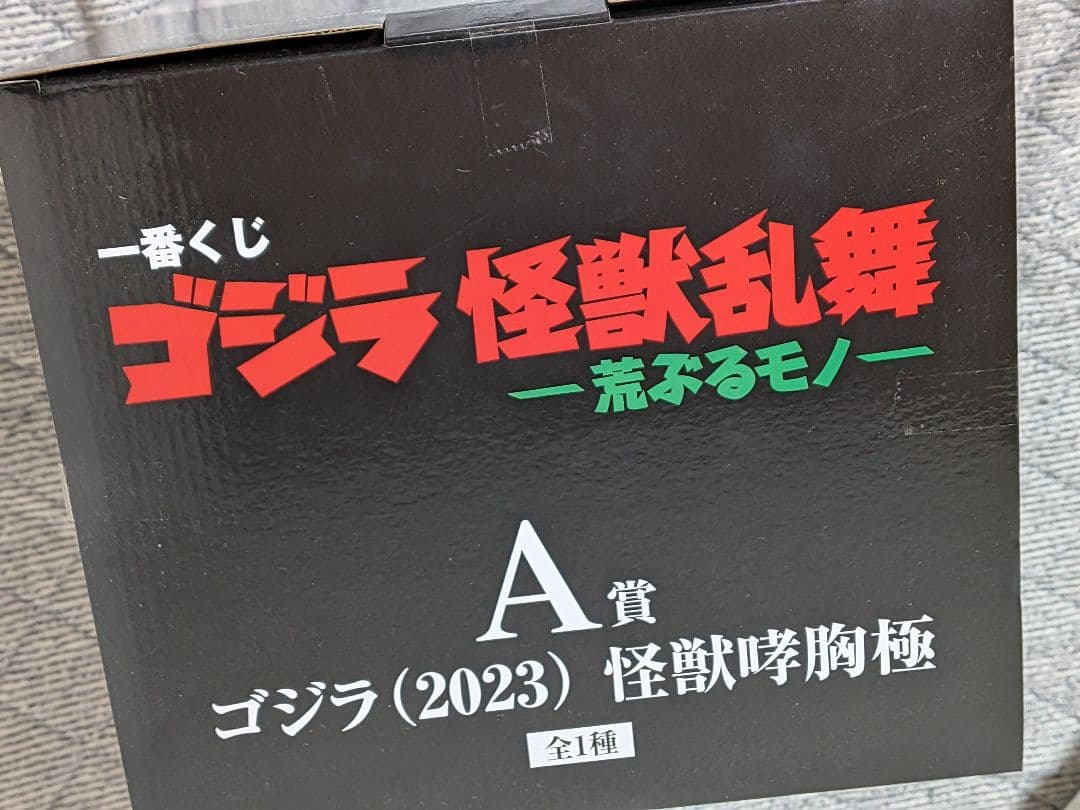 一番くじ
ゴジラ 怪獣乱舞
―荒ぶるモノ―
A賞
ゴジラ（2023） 怪獣哮胸極
全1種